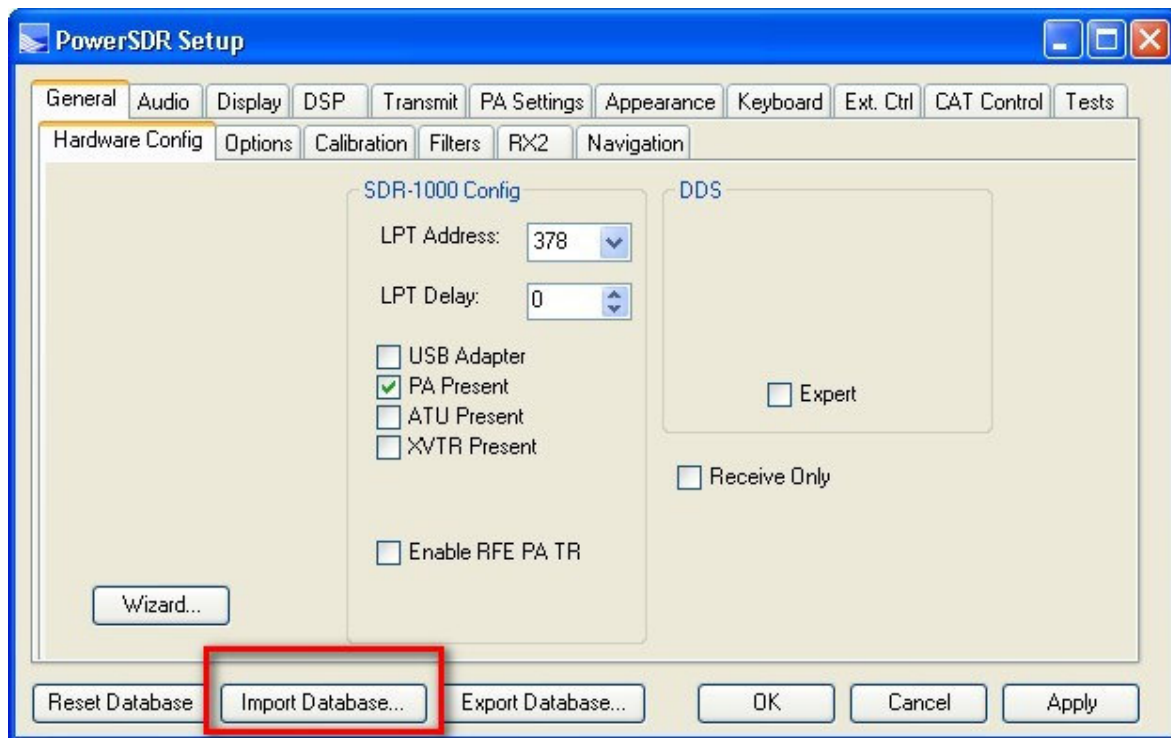 PowerSDR Setup
General Audio Display DSP Transmit PA Settings Appearance Keyboard Ext. Ctrl CAT Control Tests
Hardware Config Options Calibration Filters RX2 Navigation
SDR-1000 Config
LPT Address: 378
LPT Delay: 0
USB Adapter
PA Present
ATU Present
XVTR Present
Enable RFE PA TR
DDS
Expert
Receive Only
Wizard...
Reset Database Import Database... Export Database... OK Cancel Apply